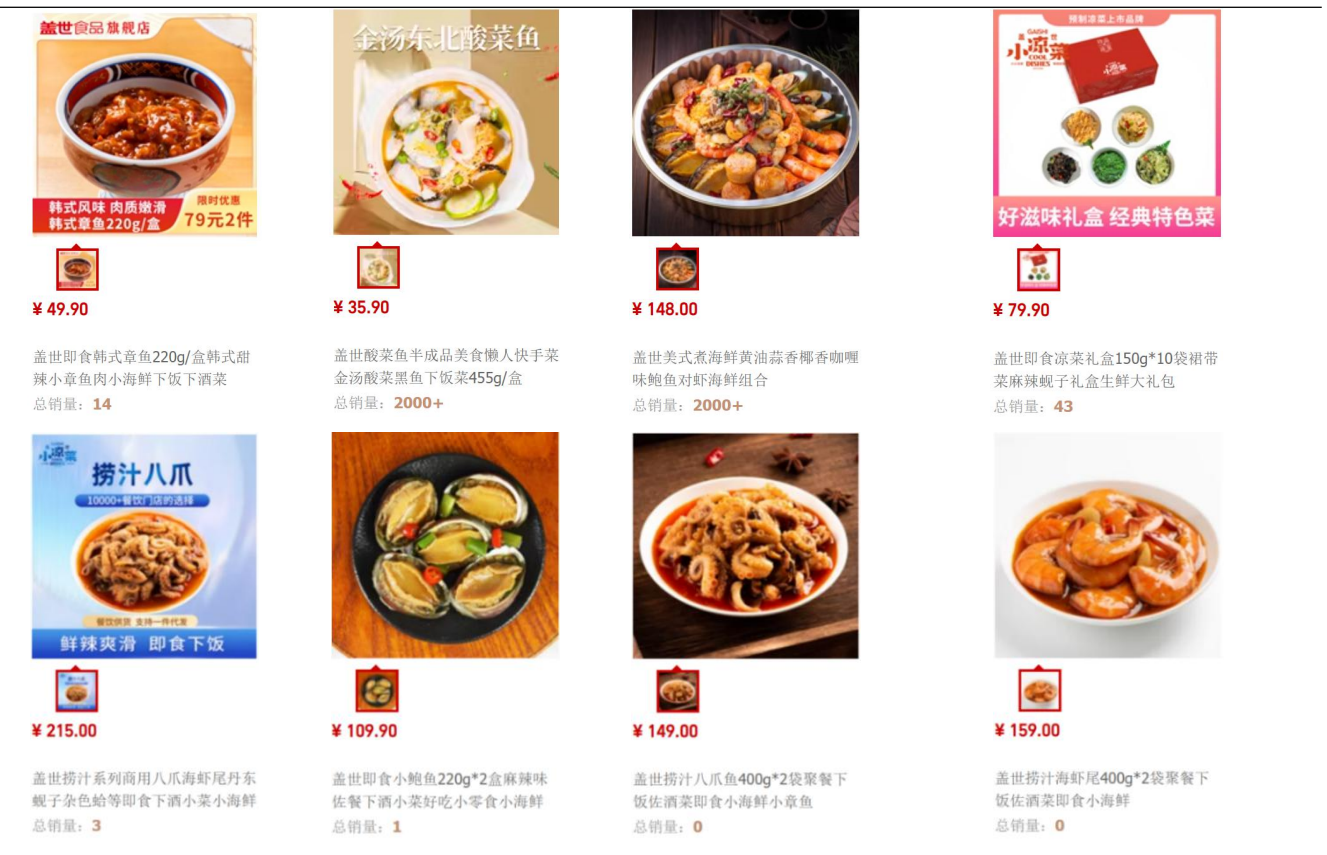 盖世食品旗舰店
韩式风味 肉质嫩滑
韩式章鱼220g/盒
限时优惠
79元2件
¥ 49.90
盖世即食韩式章鱼220g/盒韩式甜
辣小章鱼肉小海鲜下饭下酒菜
总销量：14
金汤东北酸菜鱼
¥ 35.90
盖世酸菜鱼半成品美食懒人快手菜
金汤酸菜黑鱼下饭菜455g/盒
总销量：2000+
¥ 148.00
盖世美式煮海鲜黄油蒜香椰香咖喱
味鲍鱼对虾海鲜组合
总销量：2000+
预制凉菜上市品牌
盖世
GAISHI
小凉菜
COOL
DISHES
好滋味礼盒 经典特色菜
¥ 79.90
盖世即食凉菜礼盒150g*10袋裙带
菜麻辣蚬子礼盒生鲜大礼包
总销量：43
小凉菜
捞汁八爪
10000+餐饮门店的选择
餐饮供货 支持一件代发
鲜辣爽滑 即食下饭
¥ 215.00
盖世捞汁系列商用八爪海虾尾丹东
蚬子杂色蛤等即食下酒小菜小海鲜
总销量：3
¥ 109.90
盖世即食小鲍鱼220g*2盒麻辣味
佐餐下酒小菜好吃小零食小海鲜
总销量：1
¥ 149.00
盖世捞汁八爪鱼400g*2袋聚餐下
饭佐酒菜即食小海鲜小章鱼
总销量：0
¥ 159.00
盖世捞汁海虾尾400g*2袋聚餐下
饭佐酒菜即食小海鲜
总销量：0